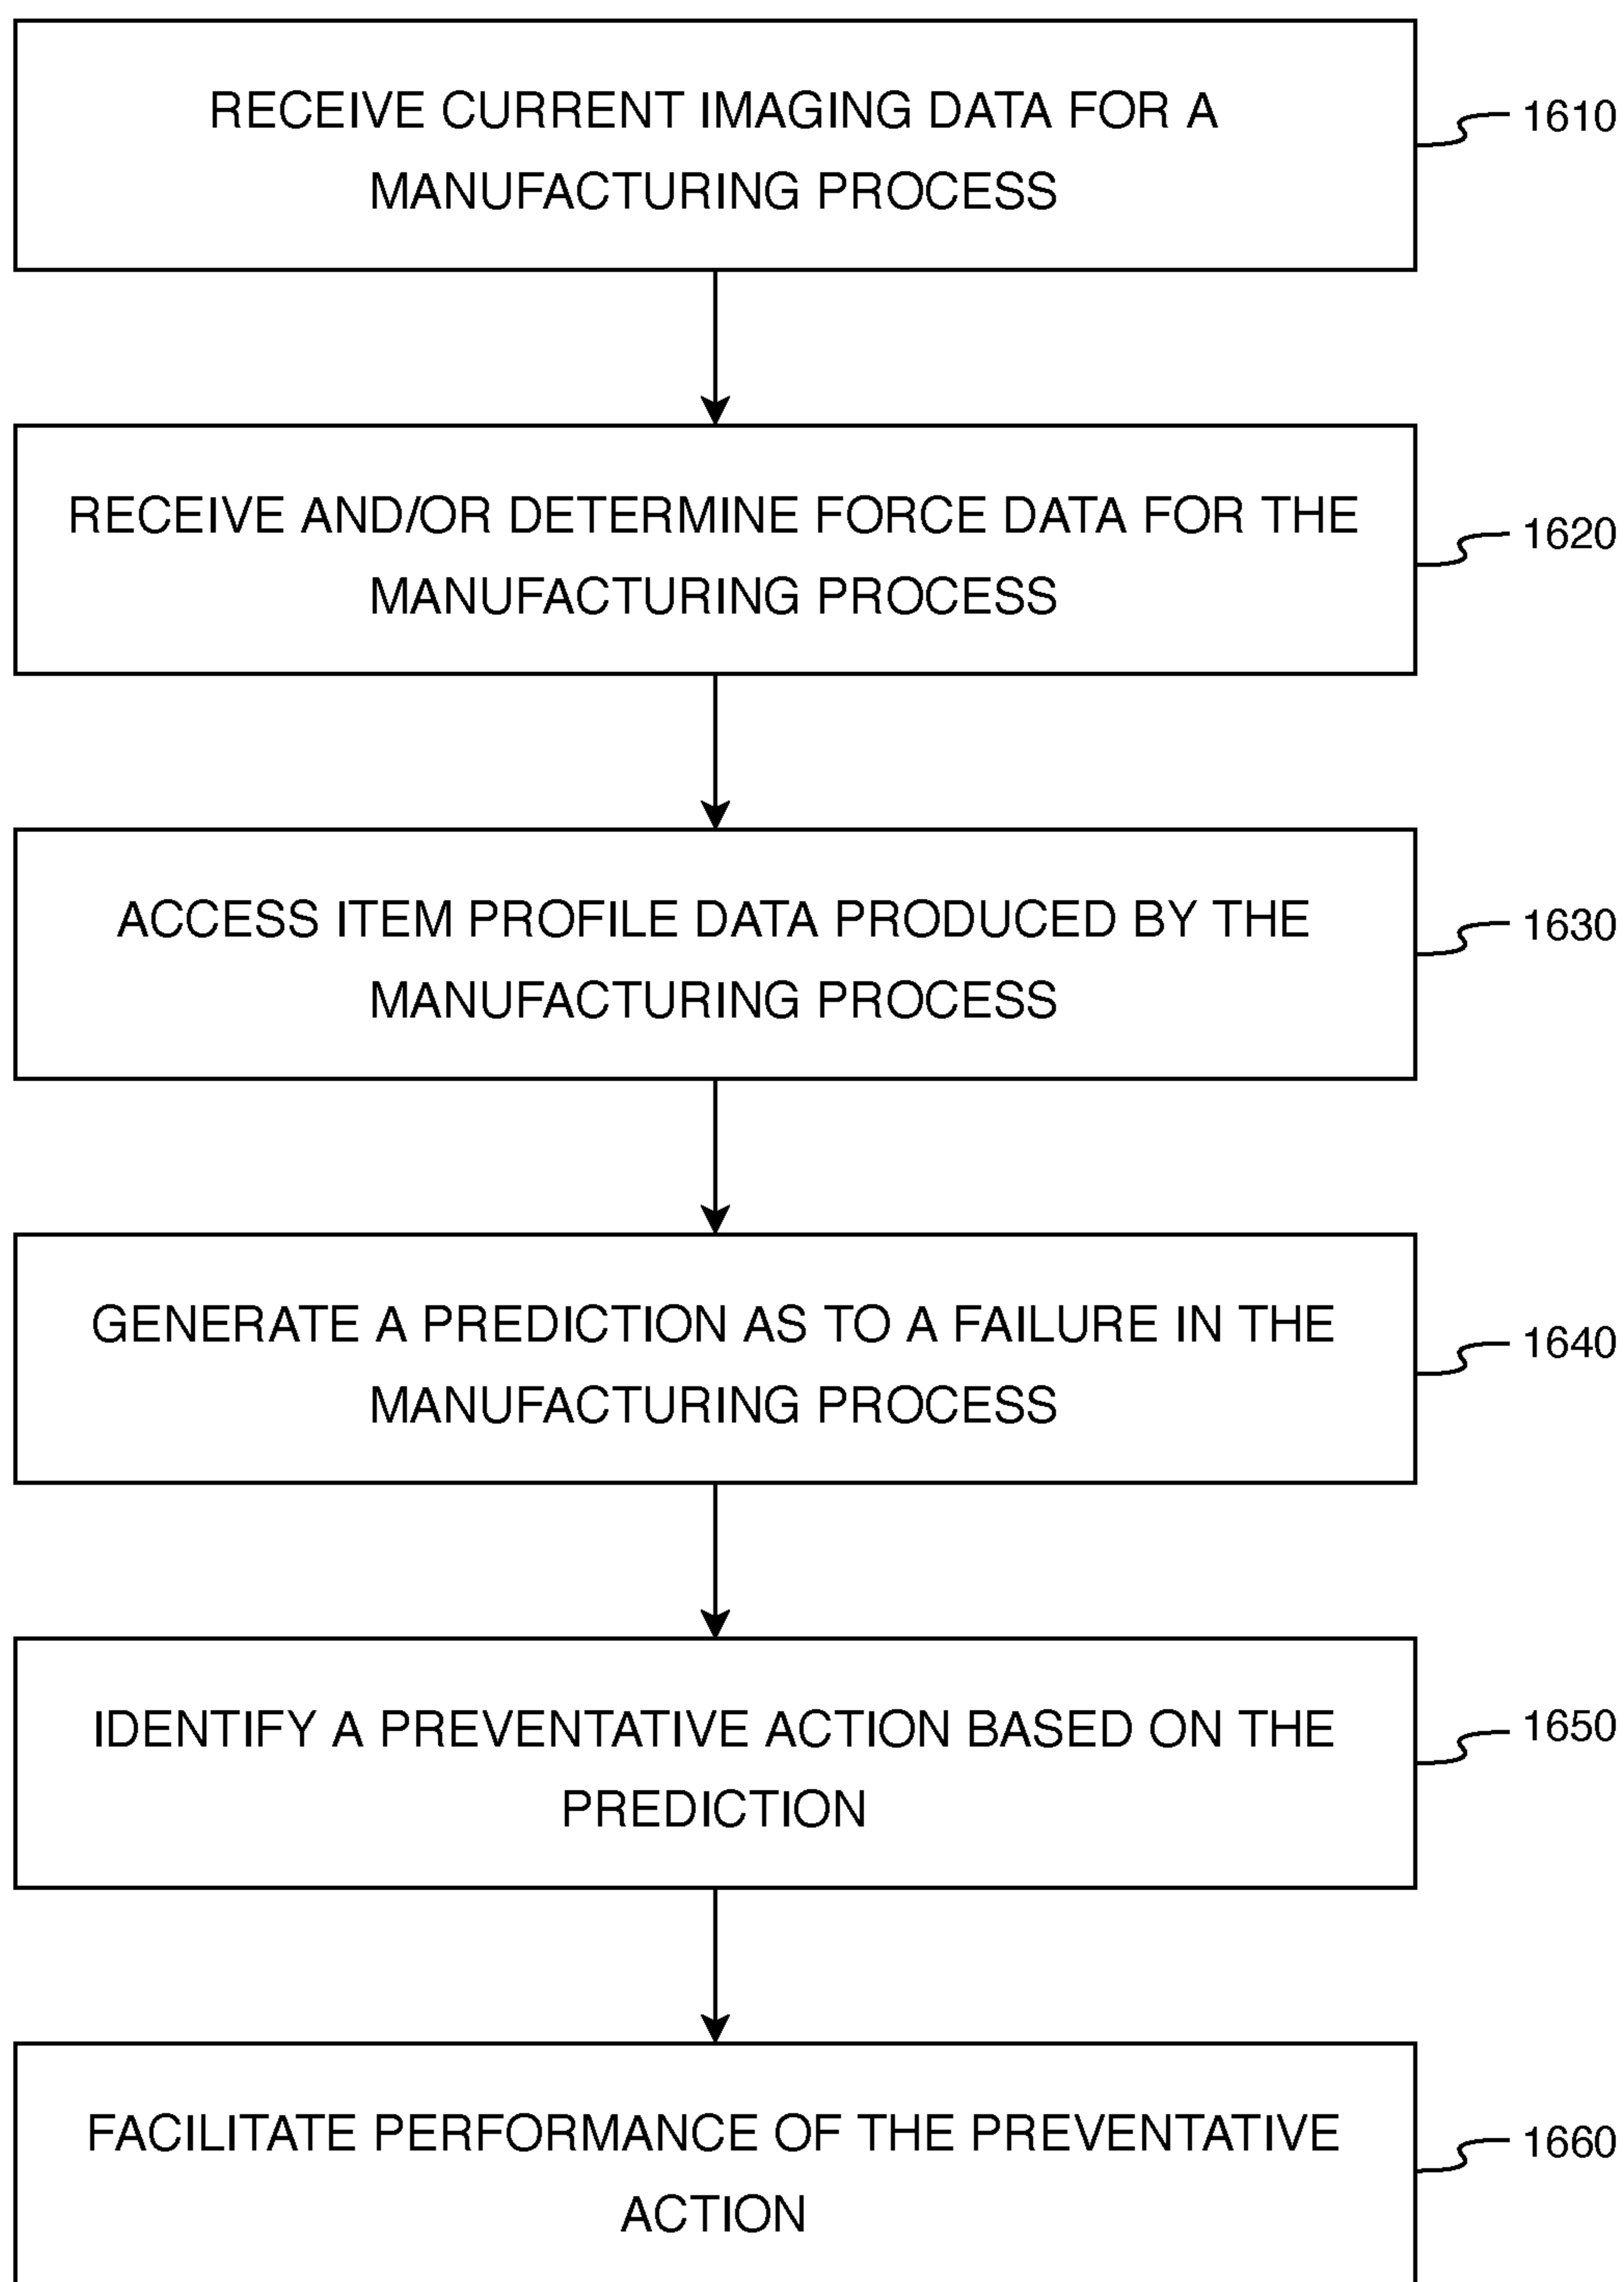 RECEIVE CURRENT IMAGING DATA FOR A
MANUFACTURING PROCESS
1610
RECEIVE AND/OR DETERMINE FORCE DATA FOR THE
MANUFACTURING PROCESS
1620
ACCESS ITEM PROFILE DATA PRODUCED BY THE
MANUFACTURING PROCESS
1630
GENERATE A PREDICTION AS TO A FAILURE IN THE
MANUFACTURING PROCESS
1640
IDENTIFY A PREVENTATIVE ACTION BASED ON THE
PREDICTION
1650
FACILITATE PERFORMANCE OF THE PREVENTATIVE
ACTION
1660